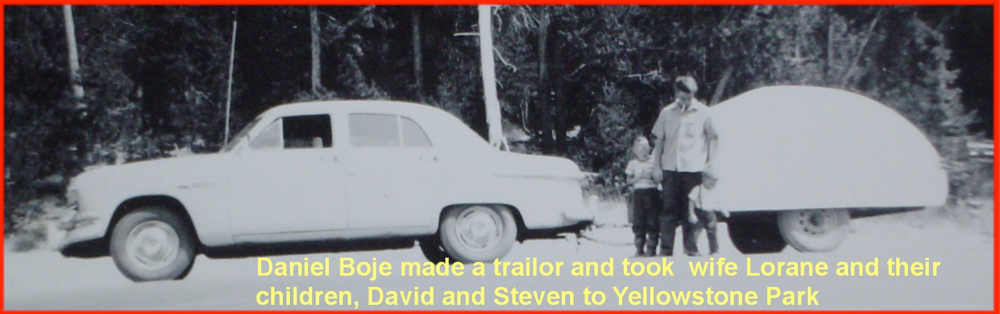 Daniel Boje made a trailor and took  wife Lorane and their
children, David and Steven to Yellowstone Park